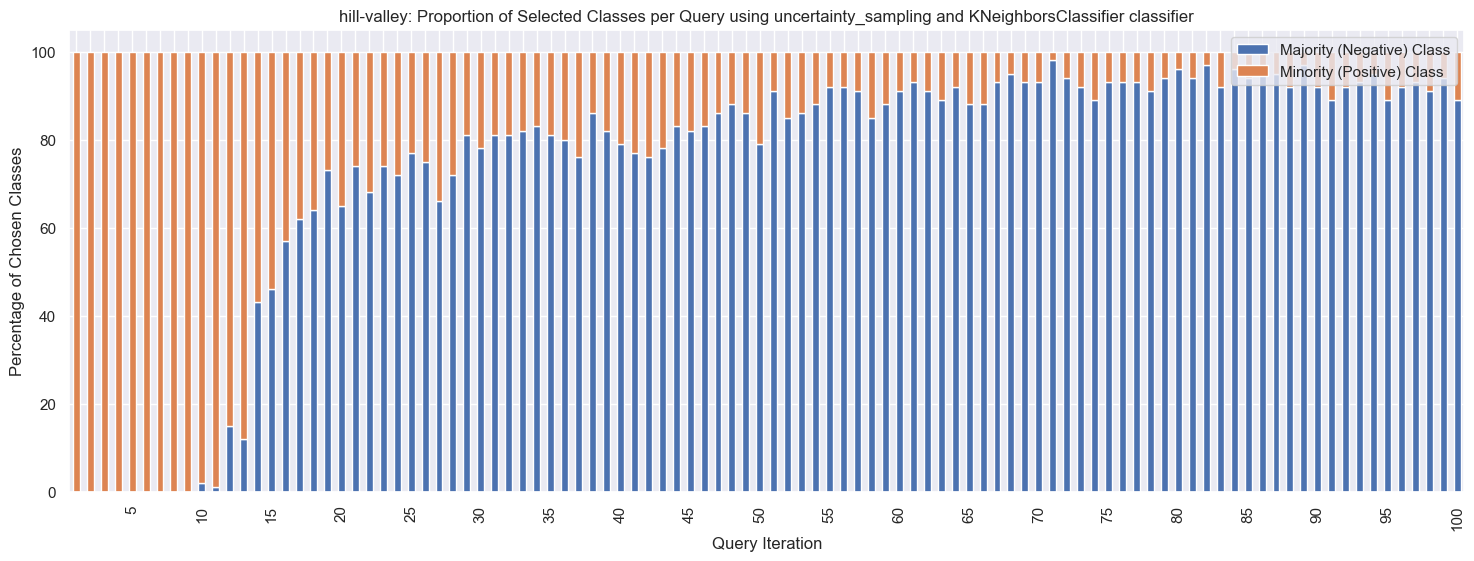 hill-valley: Proportion of Selected Classes per Query using uncertainty_sampling and KNeighborsClassifier classifier
Majority (Negative) Class
Minority (Positive) Class
Percentage of Chosen Classes
100
80
60
40
20
0
5 10 15 20 25 30 35 40 45 50 55 60 65 70 75 80 85 90 95 100
Query Iteration